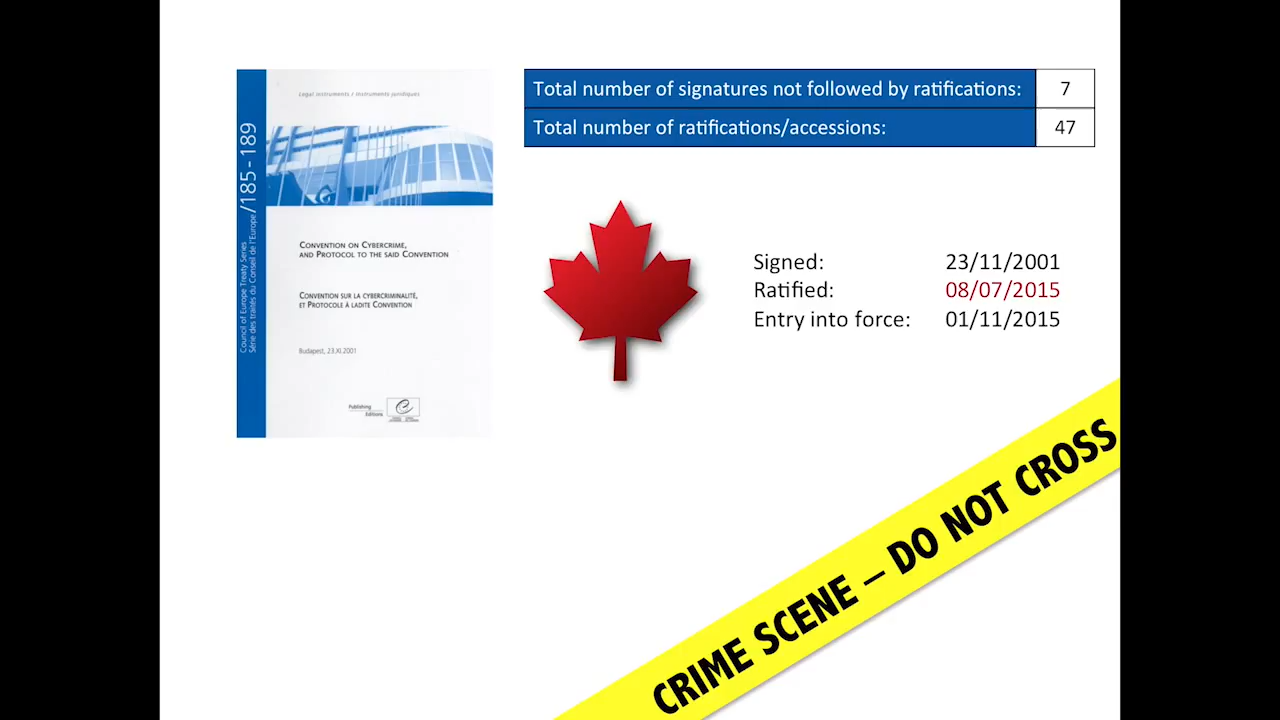 Legal instruments / Instruments juridiques
Council of Europe Treaty Series
Série des traités du Conseil de l'Europe
/185 - 189
CONVENTION ON CYBERCRIME,
AND PROTOCOL TO THE SAID CONVENTION
CONVENTION SUR LA CYBERCRIMINALITÉ,
ET PROTOCOLE À LADITE CONVENTION
Budapest, 23.XI.2001
Publishing
Editions
Total number of signatures not followed by ratifications: 7
Total number of ratifications/accessions: 47
Signed: 23/11/2001
Ratified: 08/07/2015
Entry into force: 01/11/2015
CRIME SCENE – DO NOT CROSS